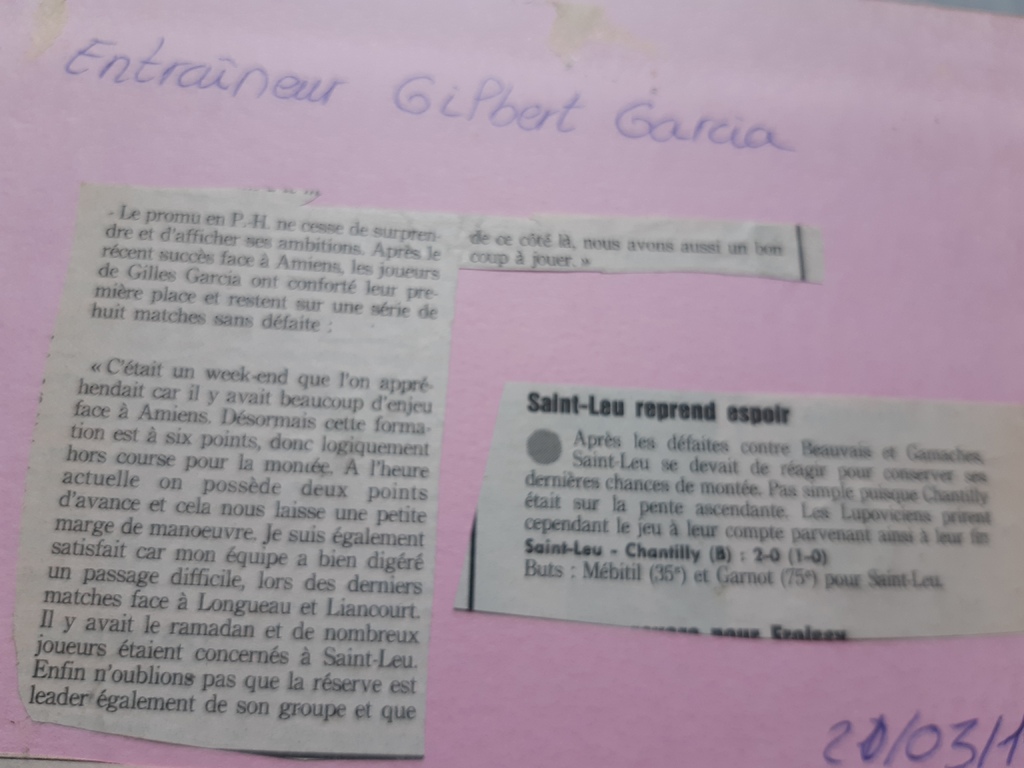 Entraîneur Gilbert Garcia
- Le promu en P.-H. ne cesse de surpren-
dre et d'afficher ses ambitions. Après le
récent succès face à Amiens, les joueurs
de Gilles Garcia ont conforté leur pre-
mière place et restent sur une série de
huit matches sans défaite :
« C'était un week-end que l'on appré-
hendait car il y avait beaucoup d'enjeu
face à Amiens. Désormais cette forma-
tion est à six points, donc logiquement
hors course pour la montée. A l'heure
actuelle on possède deux points
d'avance et cela nous laisse une petite
marge de manoeuvre. Je suis également
satisfait car mon équipe a bien digéré
un passage difficile, lors des derniers
matches face à Longueau et Liancourt.
Il y avait le ramadan et de nombreux
joueurs étaient concernés à Saint-Leu.
Enfin n'oublions pas que la réserve est
leader également de son groupe et que
de ce côté là, nous avons aussi un bon
coup à jouer. »
Saint-Leu reprend espoir
Après les défaites contre Beauvais et Gamaches,
Saint-Leu se devait de réagir pour conserver ses
dernières chances de montée. Pas simple puisque Chantilly
était sur la pente ascendante. Les Lupoviciens prirent
cependant le jeu à leur compte parvenant ainsi à leur fin
Saint-Leu - Chantilly (B) : 2-0 (1-0)
Buts : Mébitil (35e) et Garnot (75e) pour Saint-Leu.
pour Froissy
20/03/1